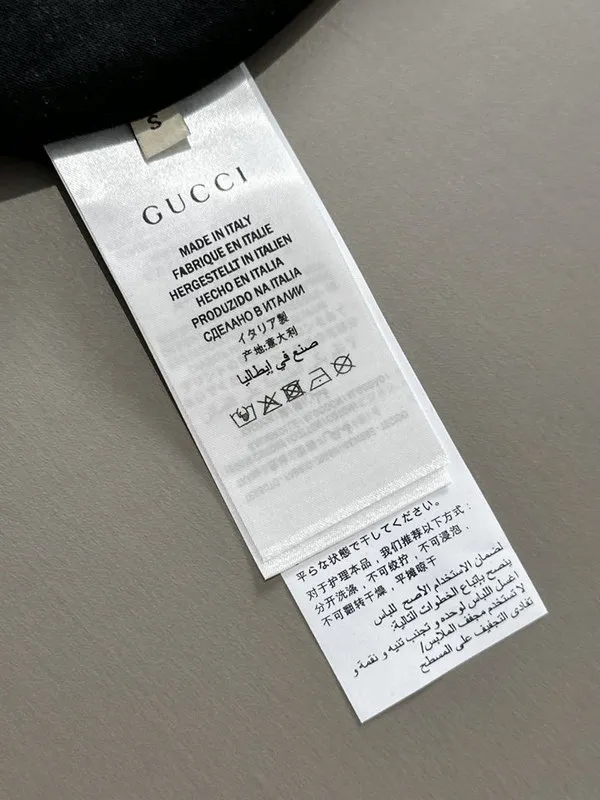 S
GUCCI
MADE IN ITALY
FABRIQUE EN ITALIE
HERGESTELLT IN ITALIEN
HECHO EN ITALIA
PRODUZIDO NA ITALIA
СДЕЛАНО В ИТАЛИИ
イタリア製
产地:意大利
صنع في إيطاليا
平らな状態で干してください。
对于护理本品，我们推荐以下方式：
分开洗涤，不可绞拧，不可浸泡，
不可翻转干燥，平摊晾干
لضمان الاستخدام الأصح للباس
ينصح بإتباع الخطوات التالية:
اغسل اللباس لوحده و تجنب تنيه و نقعة و
لا تستخدم مجفف الملابس/
تفادى التجفيف على المسطح